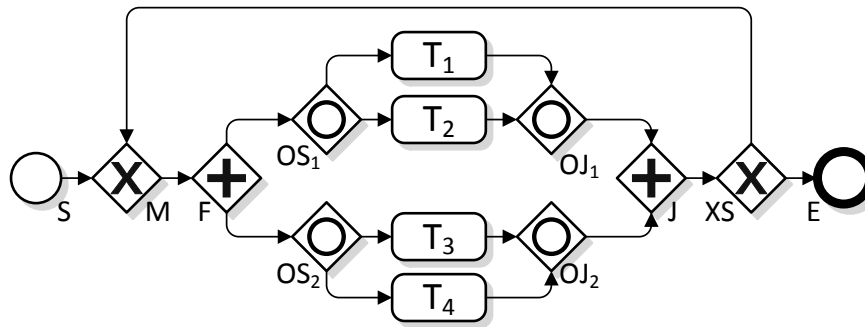 T₁
T₂
OS₁
OJ₁
S
M
F
J
XS
E
T₃
OS₂
OJ₂
T₄